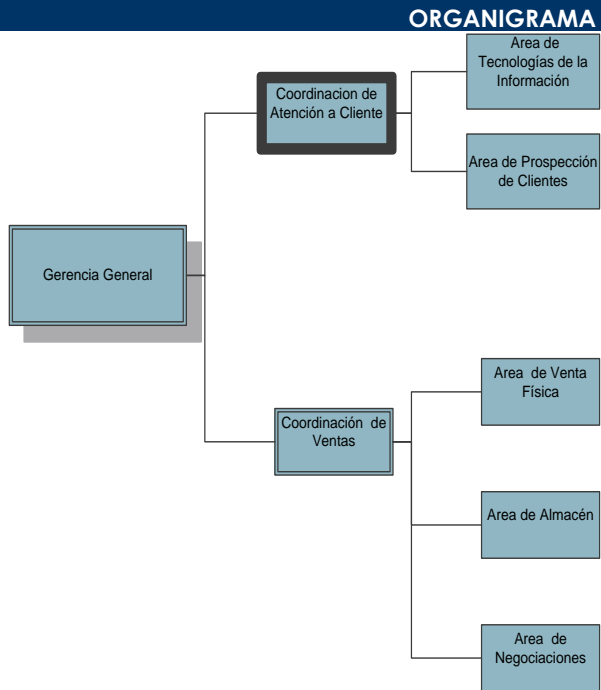 ORGANIGRAMA
Area de
Tecnologías de la
Información
Coordinacion de
Atención a Cliente
Area de Prospección
de Clientes
Gerencia General
Area de Venta
Física
Coordinación de
Ventas
Area de Almacén
Area de
Negociaciones